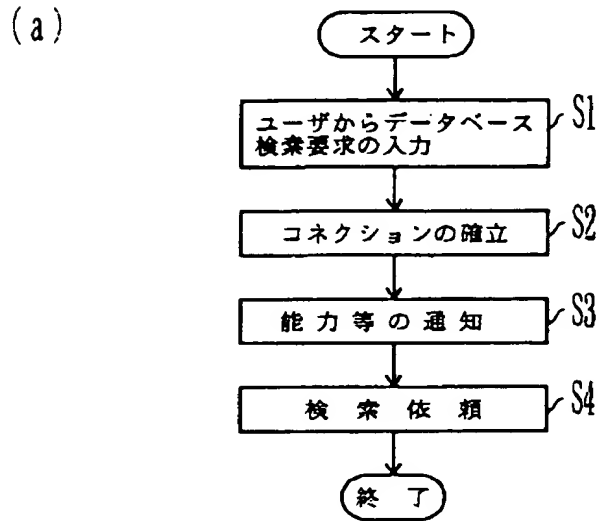 (a)
スタート
ユーザからデータベース
検索要求の入力
S1
コネクションの確立
S2
能力等の通知
S3
検索依頼
S4
終了